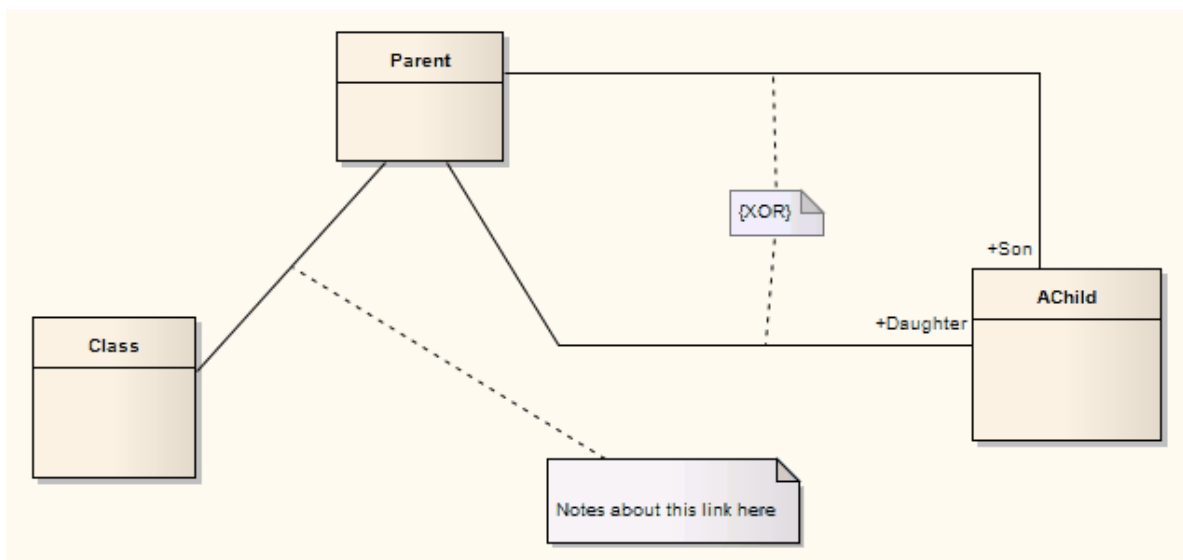 Parent
{XOR}
+Son
AChild
+Daughter
Class
Notes about this link here